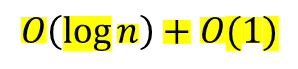 O(log n) + O(1)